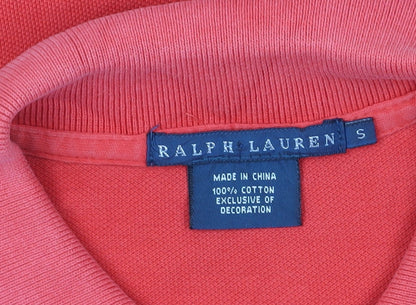 RALPH LAUREN S
MADE IN CHINA
100% COTTON
EXCLUSIVE OF
DECORATION